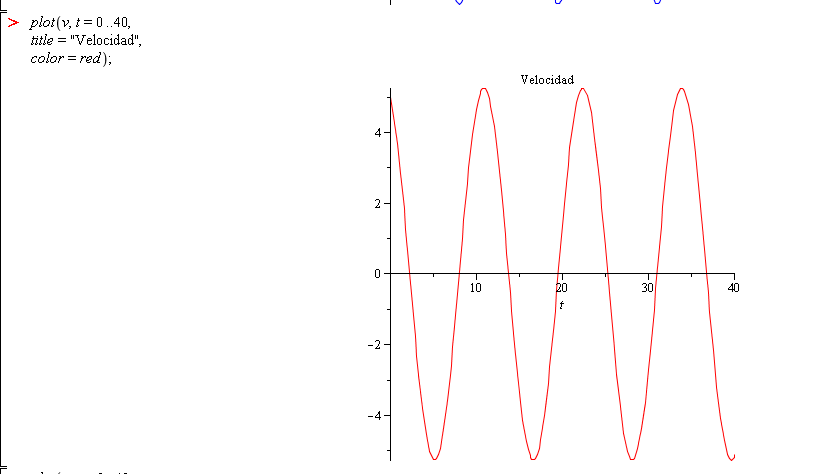 > plot(v, t = 0 ..40,
title = "Velocidad",
color = red);
Velocidad
4
2
0
10
20
30
40
t
−2
−4